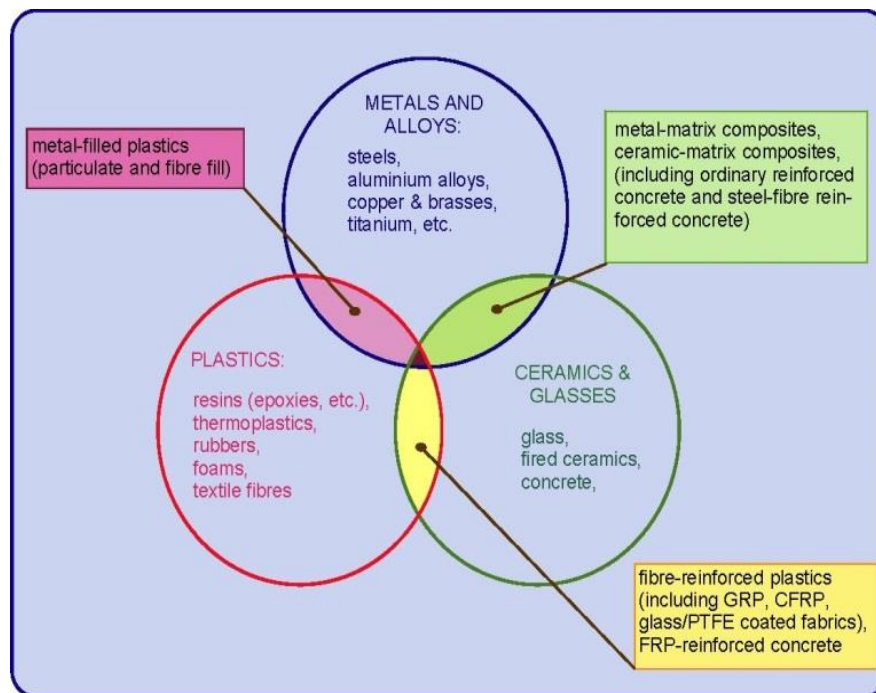 METALS AND
ALLOYS:
steels,
aluminium alloys,
copper & brasses,
titanium, etc.
metal-filled plastics
(particulate and fibre fill)
metal-matrix composites,
ceramic-matrix composites,
(including ordinary reinforced
concrete and steel-fibre rein-
forced concrete)
PLASTICS:
resins (epoxies, etc.),
thermoplastics,
rubbers,
foams,
textile fibres
CERAMICS &
GLASSES
glass,
fired ceramics,
concrete,
fibre-reinforced plastics
(including GRP, CFRP,
glass/PTFE coated fabrics),
FRP-reinforced concrete